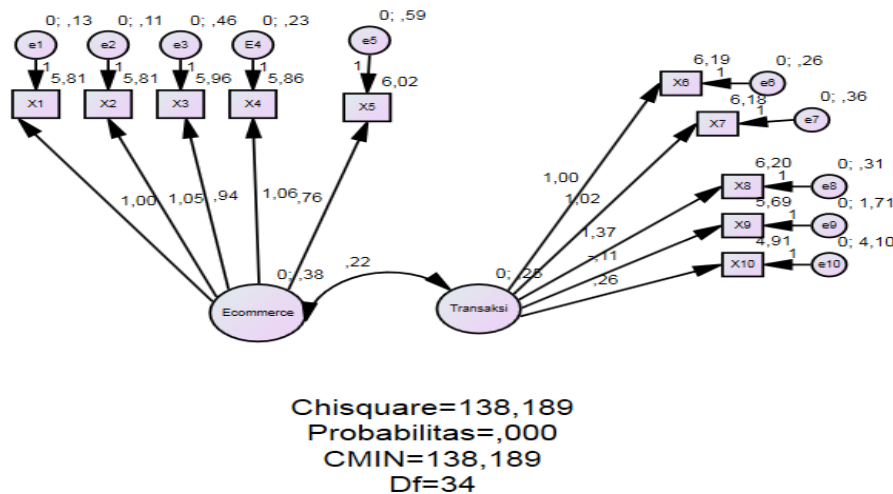 0; ,13
0; ,11
0; ,46
0; ,23
0; ,59
e1
e2
e3
E4
e5
1
1
1
1
1
5,81
5,81
5,96
5,86
6,02
X1
X2
X3
X4
X5
6,19
1
0; ,26
X6
e6
6,18
1
0; ,36
X7
e7
6,20
1
0; ,31
X8
e8
5,69
1
0; 1,71
X9
e9
4,91
1
0; 4,10
X10
e10
1,00
1,05
,94
1,06
,76
1,00
1,02
1,37
-,11
,26
0; ,38
,22
0; ,25
Ecommerce
Transaksi
Chisquare=138,189
Probabilitas=,000
CMIN=138,189
Df=34